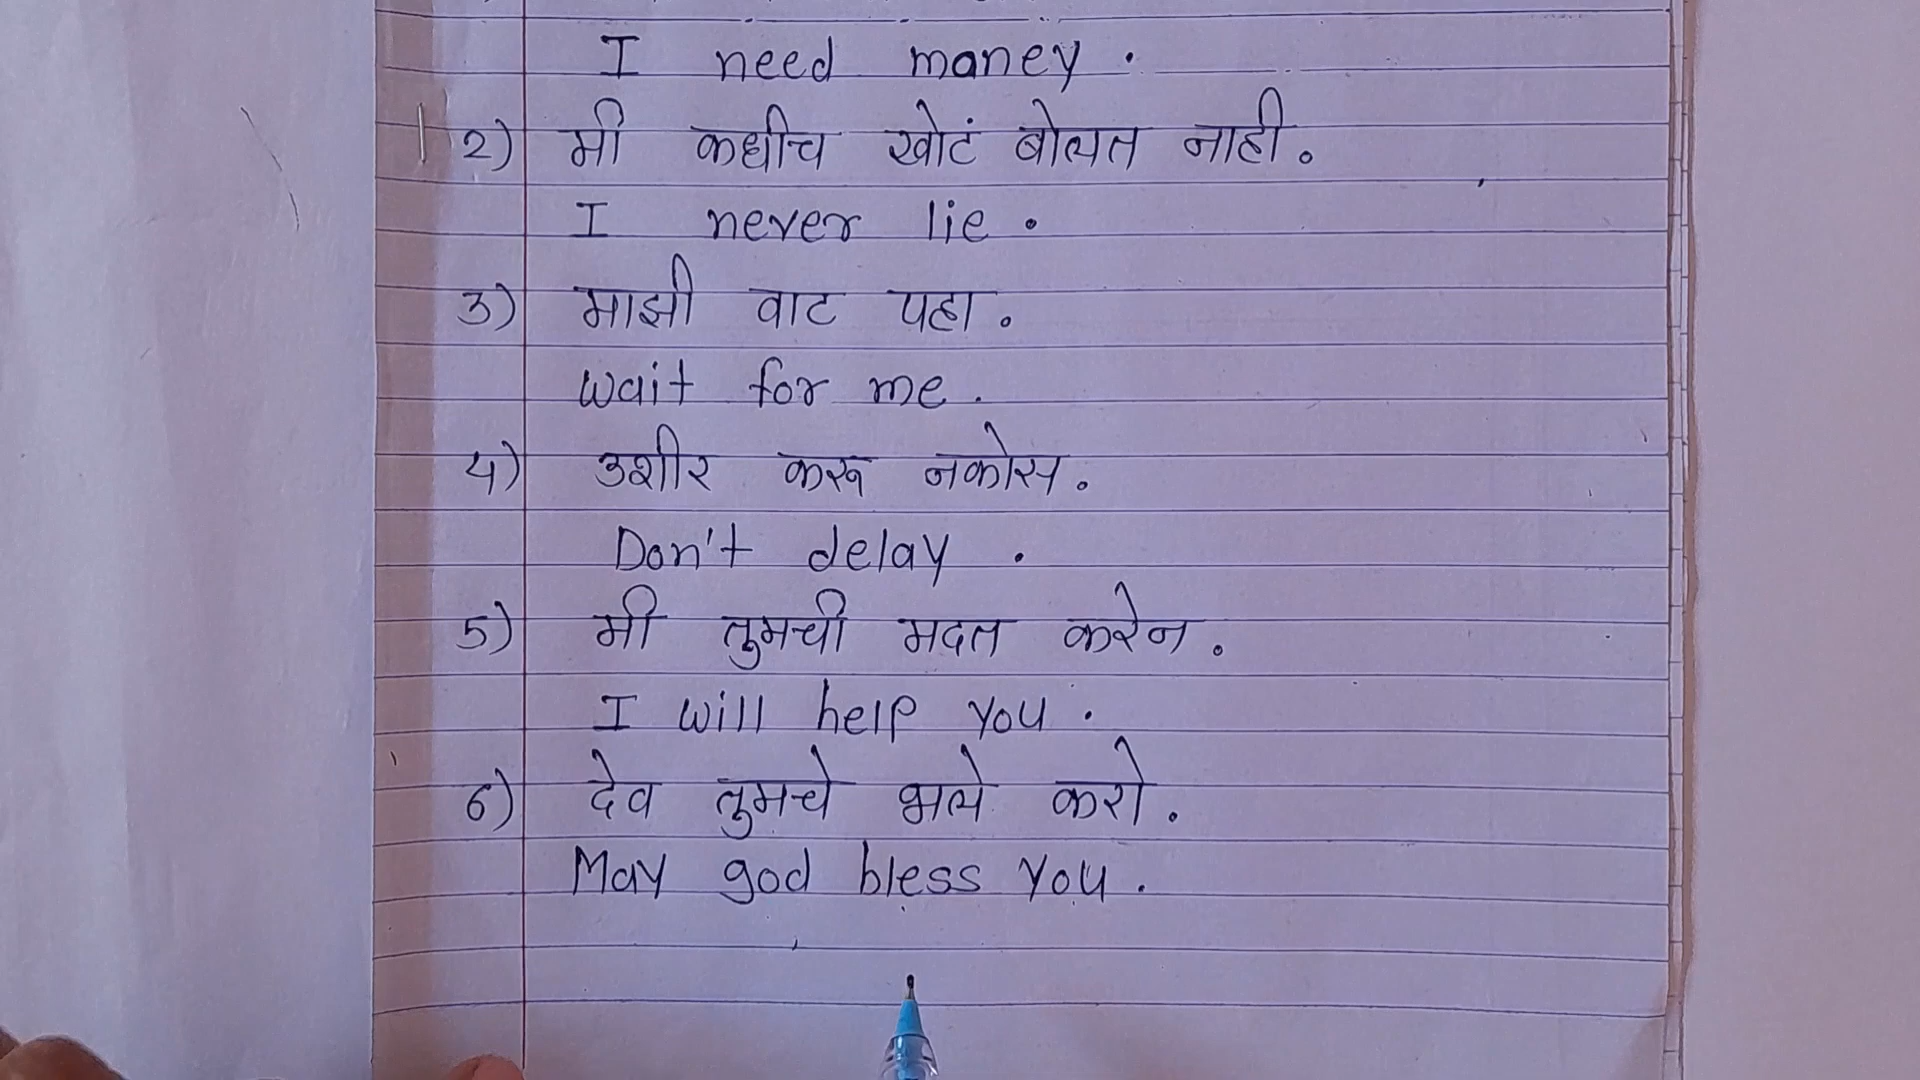 I need money.
2) मी कधीच खोटं बोलत नाही.
I never lie.
3) माझी वाट पहा.
Wait for me.
4) उशीर करू नकोस.
Don't delay.
5) मी तुमची मदत करेन.
I will help you.
6) देव तुमचे भले करो.
May god bless you.